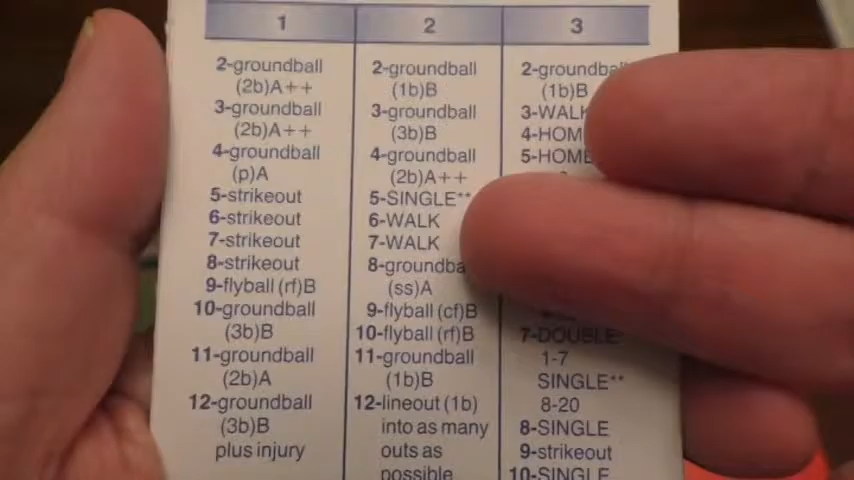 1
2-groundball
(2b)A++
3-groundball
(2b)A++
4-groundball
(p)A
5-strikeout
6-strikeout
7-strikeout
8-strikeout
9-flyball (rf)B
10-groundball
(3b)B
11-groundball
(2b)A
12-groundball
(3b)B
plus injury
2
2-groundball
(1b)B
3-groundball
(3b)B
4-groundball
(2b)A++
5-SINGLE**
6-WALK
7-WALK
8-groundba
(ss)A
9-flyball (cf)B
10-flyball (rf)B
11-groundball
(1b)B
12-lineout (1b)
into as many
outs as
possible
3
2-groundba
(1b)B
3-WALK
4-HOM
5-HOME
7-DOUBLE
1-7
SINGLE**
8-20
8-SINGLE
9-strikeout
10-SINGLE